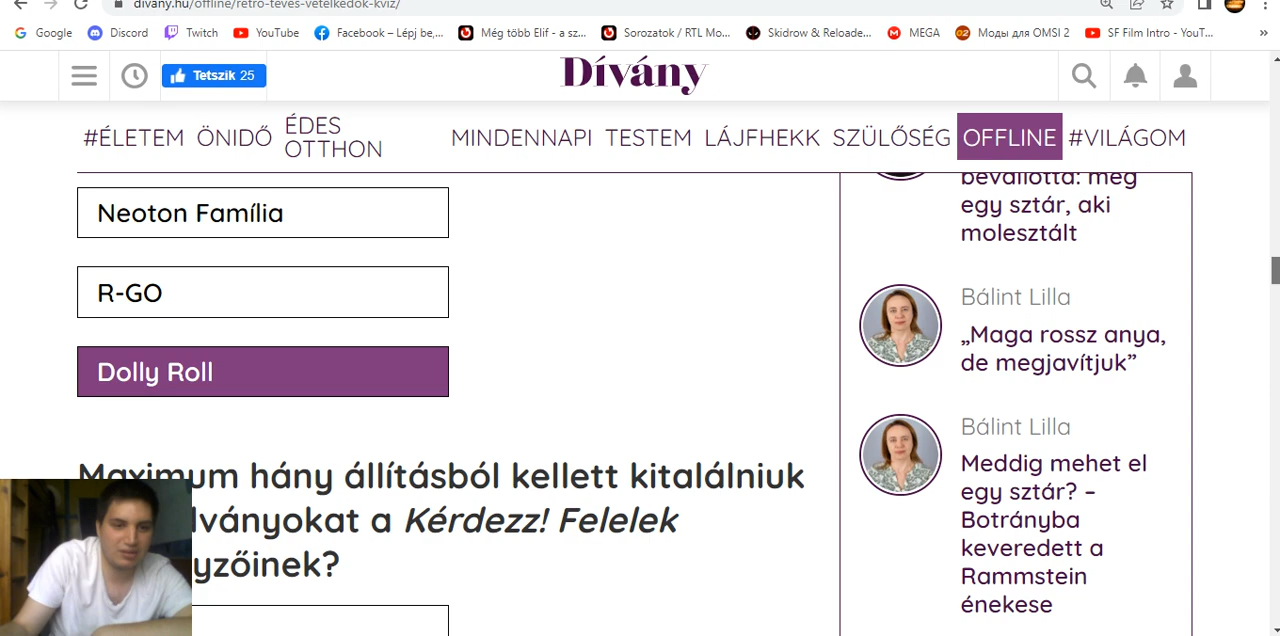 divany.hu/offline/retro-teves-vetelkedok-kviz/
Google
Discord
Twitch
YouTube
Facebook – Lépj be,...
Még több Elif - a sz...
Sorozatok / RTL Mo...
Skidrow & Reloade...
MEGA
Моды для OMSI 2
SF Film Intro - YouT...
»
Tetszik 25
Dívány
#ÉLETEM
ÖNIDŐ
ÉDES
OTTHON
MINDENNAPI
TESTEM
LÁJFHEKK
SZÜLŐSÉG
OFFLINE
#VILÁGOM
Neoton Família
R-GO
Dolly Roll
Maximum hány állításból kellett kitalálniuk
lványokat a Kérdezz! Felelek
yzőinek?
bevallotta: még
egy sztár, aki
molesztált
Bálint Lilla
„Maga rossz anya,
de megjavítjuk”
Bálint Lilla
Meddig mehet el
egy sztár? –
Botrányba
keveredett a
Rammstein
énekese